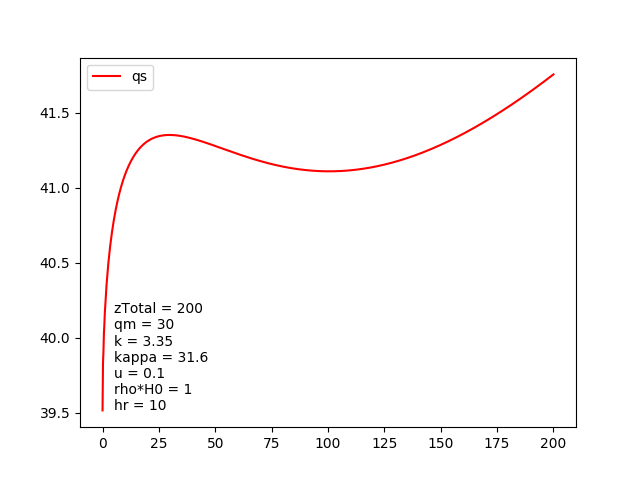 qs
41.5
41.0
40.5
40.0
39.5
zTotal = 200
qm = 30
k = 3.35
kappa = 31.6
u = 0.1
rho*H0 = 1
hr = 10
0 25 50 75 100 125 150 175 200